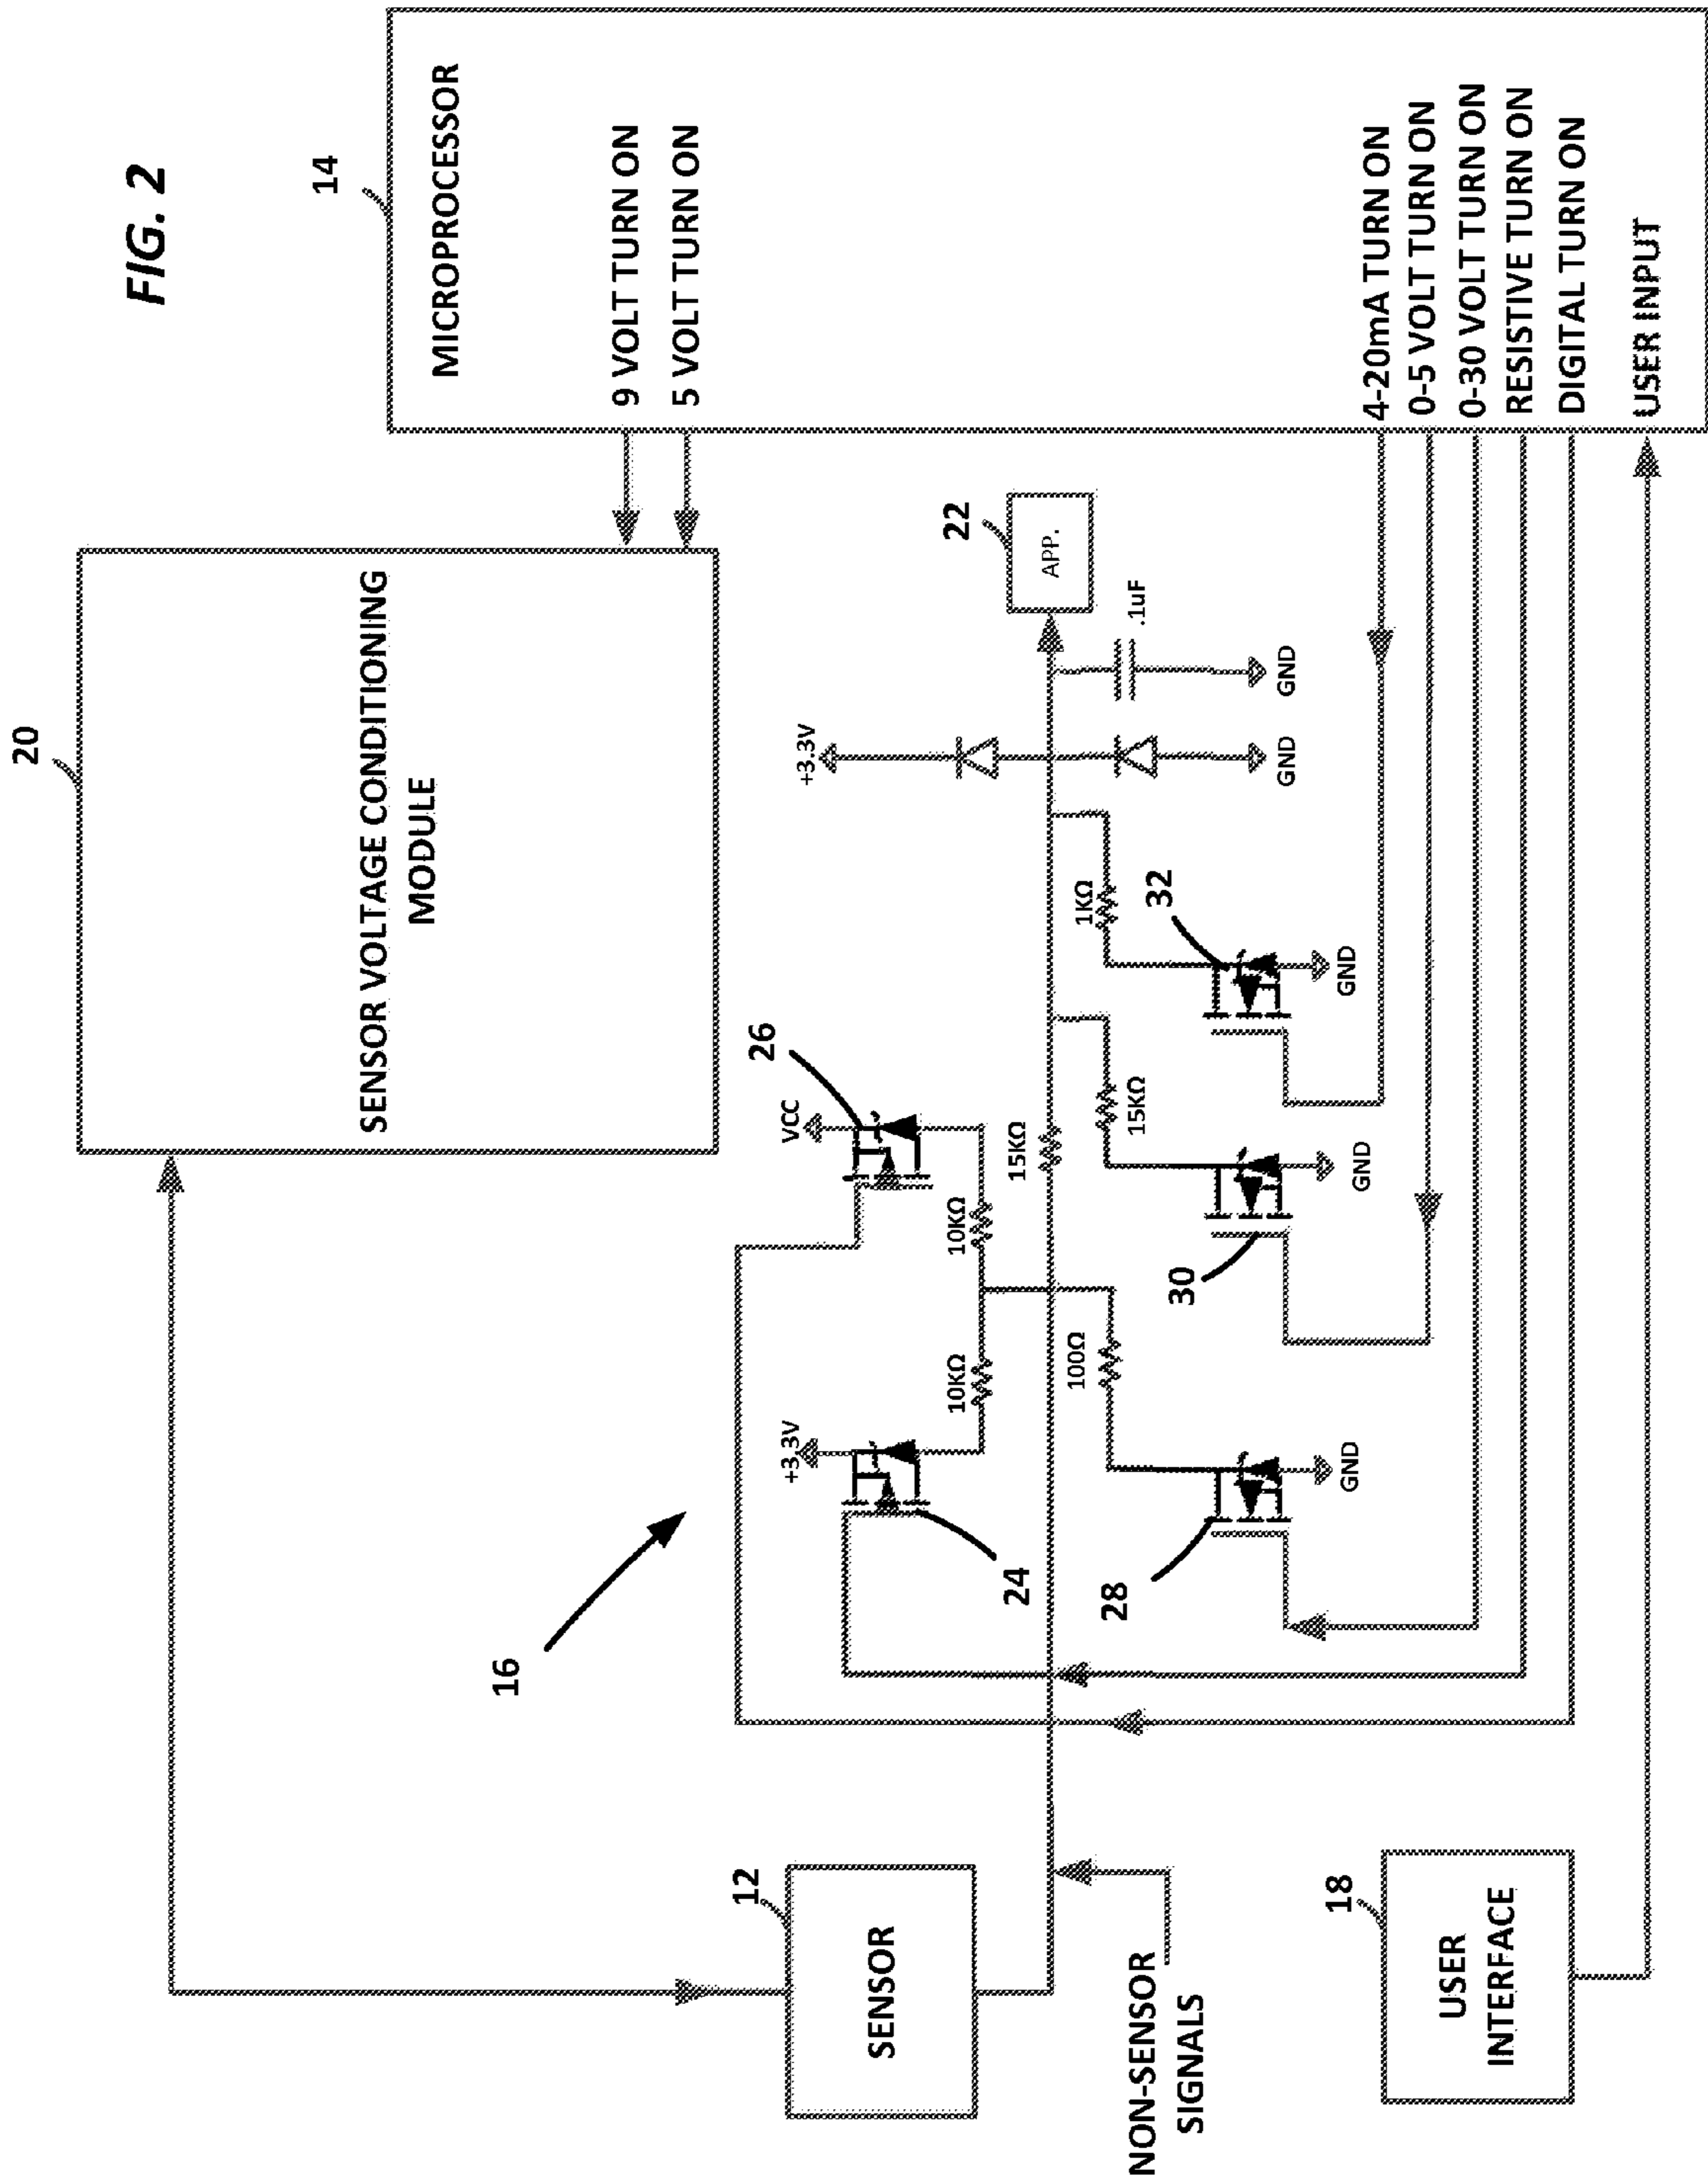 FIG. 2
14
MICROPROCESSOR
9 VOLT TURN ON
5 VOLT TURN ON
4-20mA TURN ON
0-5 VOLT TURN ON
0-30 VOLT TURN ON
RESISTIVE TURN ON
DIGITAL TURN ON
USER INPUT
20
SENSOR VOLTAGE CONDITIONING
MODULE
22
APP.
.1uF
GND
+3.3V
GND
1KΩ
32
GND
26
VCC
15KΩ
15KΩ
GND
30
10KΩ
10KΩ
100Ω
+3.3V
24
28
GND
16
12
SENSOR
NON-SENSOR
SIGNALS
18
USER
INTERFACE